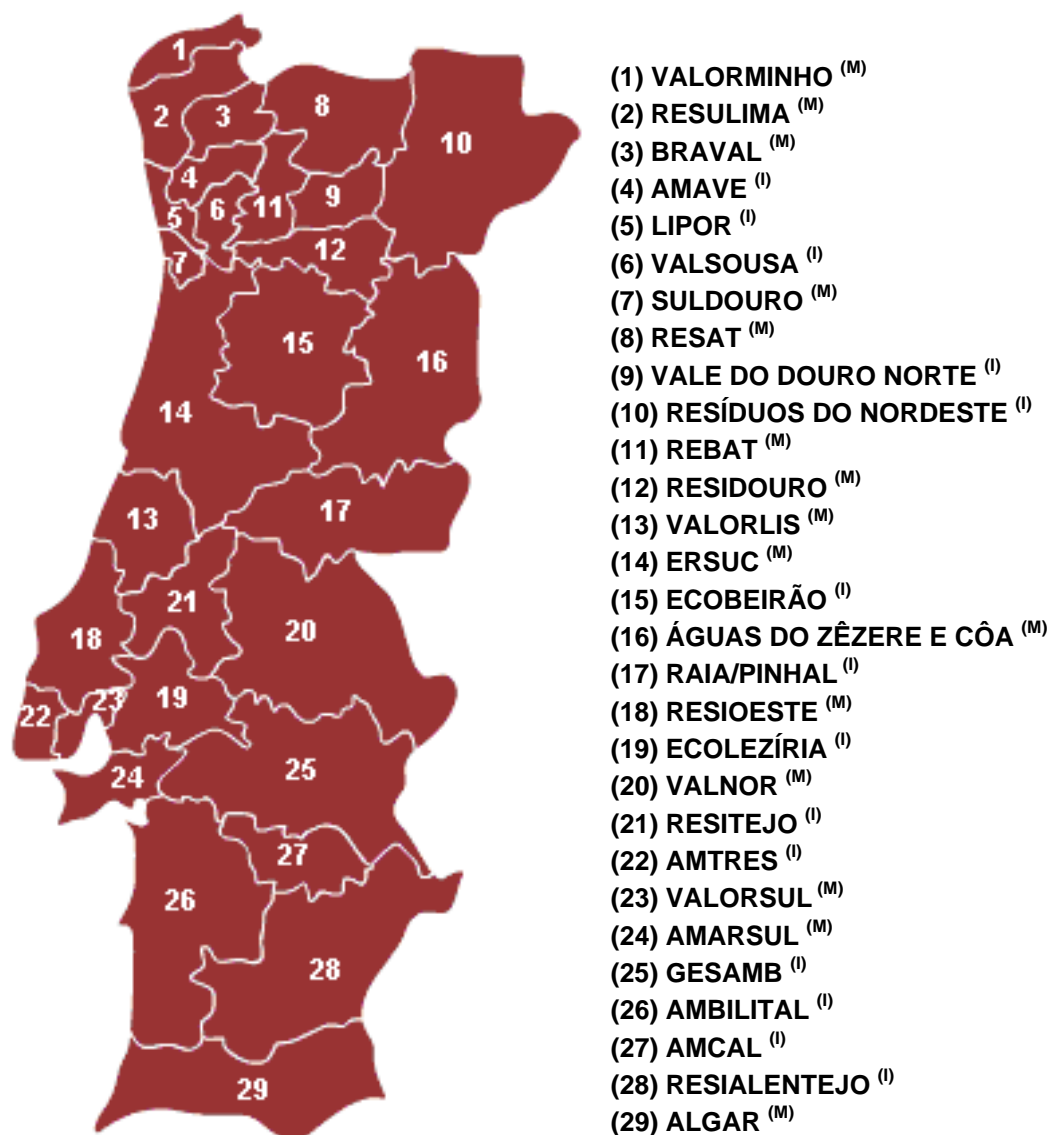 1
2
3
8
10
4
9
6
11
5
12
7
15
16
14
17
13
21
20
18
23
19
22
24
25
27
26
28
29
(1) VALORMINHO (M)
(2) RESULIMA (M)
(3) BRAVAL (M)
(4) AMAVE (I)
(5) LIPOR (I)
(6) VALSOUSA (I)
(7) SULDOURO (M)
(8) RESAT (M)
(9) VALE DO DOURO NORTE (I)
(10) RESÍDUOS DO NORDESTE (I)
(11) REBAT (M)
(12) RESIDOURO (M)
(13) VALORLIS (M)
(14) ERSUC (M)
(15) ECOBEIRÃO (I)
(16) ÁGUAS DO ZÊZERE E CÔA (M)
(17) RAIA/PINHAL (I)
(18) RESIOESTE (M)
(19) ECOLEZÍRIA (I)
(20) VALNOR (M)
(21) RESITEJO (I)
(22) AMTRES (I)
(23) VALORSUL (M)
(24) AMARSUL (M)
(25) GESAMB (I)
(26) AMBILITAL (I)
(27) AMCAL (I)
(28) RESIALENTEJO (I)
(29) ALGAR (M)